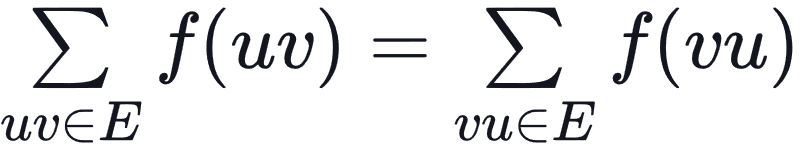 ∑_{uv∈E} f(uv) = ∑_{vu∈E} f(vu)